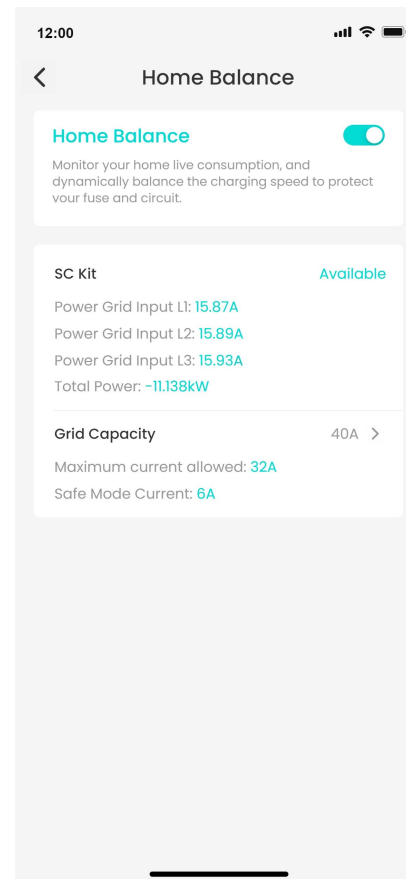 12:00
Home Balance
Home Balance
Monitor your home live consumption, and
dynamically balance the charging speed to protect
your fuse and circuit.
SC Kit Available
Power Grid Input L1: 15.87A
Power Grid Input L2: 15.89A
Power Grid Input L3: 15.93A
Total Power: -11.138kW
Grid Capacity 40A >
Maximum current allowed: 32A
Safe Mode Current: 6A